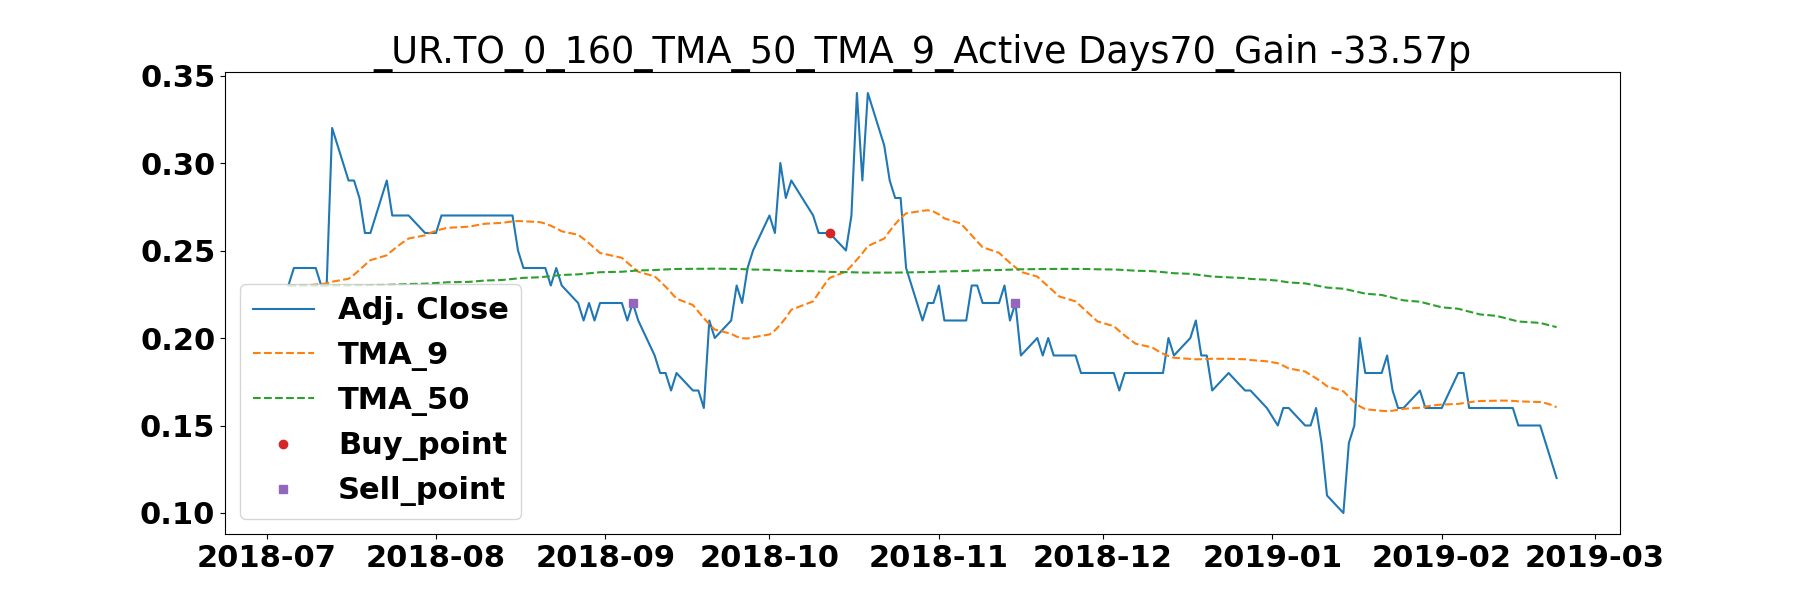 _UR.TO_0_160_TMA_50_TMA_9_Active Days70_Gain -33.57p
0.35
0.30
0.25
0.20
0.15
0.10
Adj. Close
TMA_9
TMA_50
Buy_point
Sell_point
2018-07 2018-08 2018-09 2018-10 2018-11 2018-12 2019-01 2019-02 2019-03